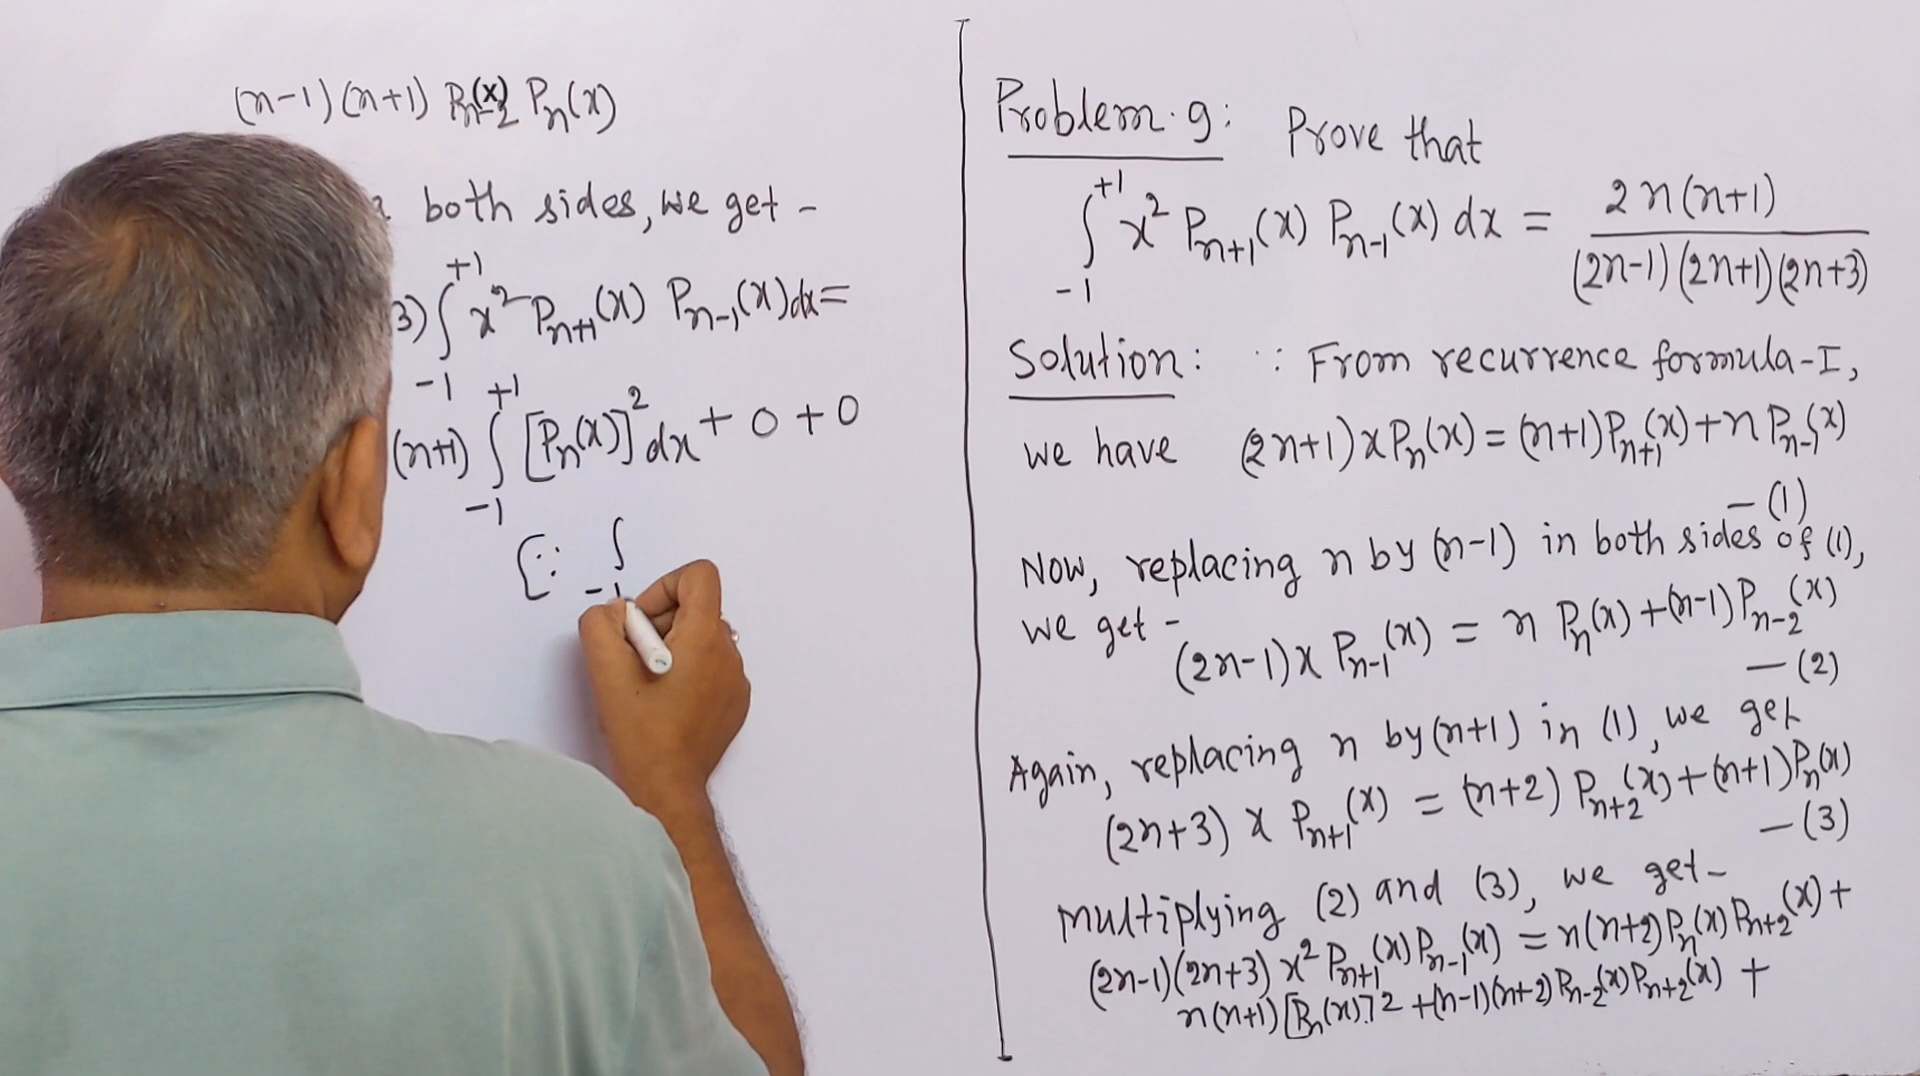 Problem.9: Prove that
∫₋₁⁺¹ x² Pₙ₊₁(x) Pₙ₋₁(x) dx = 2n(n+1) / (2n-1)(2n+1)(2n+3)
Solution: ∵ From recurrence formula-I,
we have (2n+1)xPₙ(x) = (n+1)Pₙ₊₁(x)+nPₙ₋₁(x)
—(1)
Now, replacing n by (n-1) in both sides of (1),
we get -
(2n-1)x Pₙ₋₁(x) = n Pₙ(x)+(n-1)Pₙ₋₂(x)
—(2)
Again, replacing n by (n+1) in (1), we get
(2n+3) x Pₙ₊₁(x) = (n+2) Pₙ₊₂(x)+(n+1)Pₙ(x)
—(3)
Multiplying (2) and (3), we get-
(2n-1)(2n+3) x² Pₙ₊₁(x)Pₙ₋₁(x) = n(n+2)Pₙ(x)Pₙ₊₂(x)+
n(n+1)[Pₙ(x)]² +(n-1)(n+2)Pₙ₋₂(x)Pₙ₊₂(x) +
(n-1)(n+1) Pₙ₋₂(x) Pₙ(x)
both sides, we get -
3)∫₋₁⁺¹ x² Pₙ₊₁(x) Pₙ₋₁(x)dx=
(n+1) ∫₋₁⁺¹ [Pₙ(x)]² dx + 0 + 0
[∵ ∫₋₁